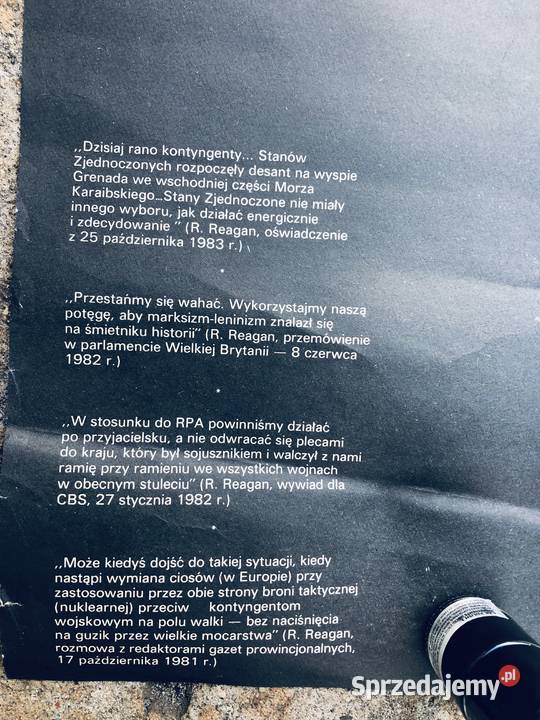 ,,Dzisiaj rano kontyngenty... Stanów
Zjednoczonych rozpoczęły desant na wyspie
Grenada we wschodniej części Morza
Karaibskiego...Stany Zjednoczone nie miały
innego wyboru, jak działać energicznie
i zdecydowanie " (R. Reagan, oświadczenie
z 25 października 1983 r.)
*
,,Przestańmy się wahać. Wykorzystajmy naszą
potęgę, aby marksizm-leninizm znalazł się
na śmietniku historii" (R. Reagan, przemówienie
w parlamencie Wielkiej Brytanii — 8 czerwca
1982 r.)
*
,,W stosunku do RPA powinniśmy działać
po przyjacielsku, a nie odwracać się plecami
do kraju, który był sojusznikiem i walczył z nami
ramię przy ramieniu we wszystkich wojnach
w obecnym stuleciu" (R. Reagan, wywiad dla
CBS, 27 stycznia 1982 r.)
*
,,Może kiedyś dojść do takiej sytuacji, kiedy
nastąpi wymiana ciosów (w Europie) przy
zastosowaniu przez obie strony broni taktycznej
(nuklearnej) przeciw kontyngentom
wojskowym na polu walki — bez naciśnięcia
na guzik przez wielkie mocarstwa" (R. Reagan,
rozmowa z redaktorami gazet prowincjonalnych,
17 października 1981 r.)
Sprzedajemy.pl